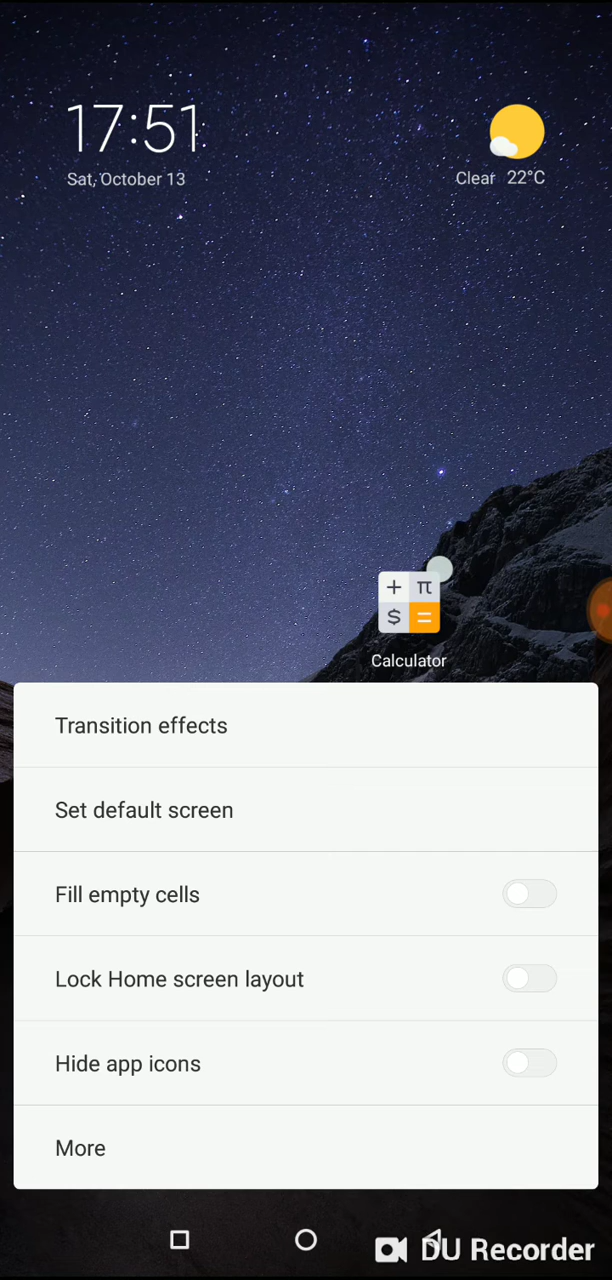 17:51
Sat, October 13
Clear 22°C
+ π
$ =
Calculator
Transition effects
Set default screen
Fill empty cells
Lock Home screen layout
Hide app icons
More
DU Recorder